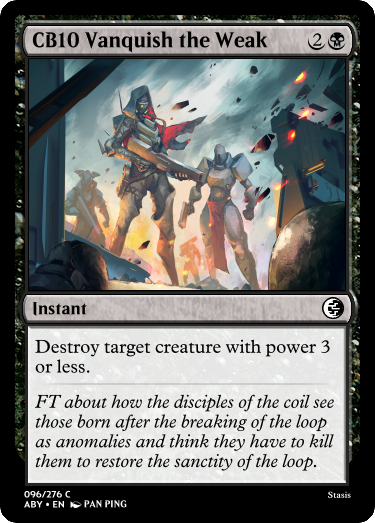 CB10 Vanquish the Weak 2
Instant
Destroy target creature with power 3
or less.
FT about how the disciples of the coil see
those born after the breaking of the loop
as anomalies and think they have to kill
them to restore the sanctity of the loop.
096/276 C Stasis
ABY • EN PAN PING